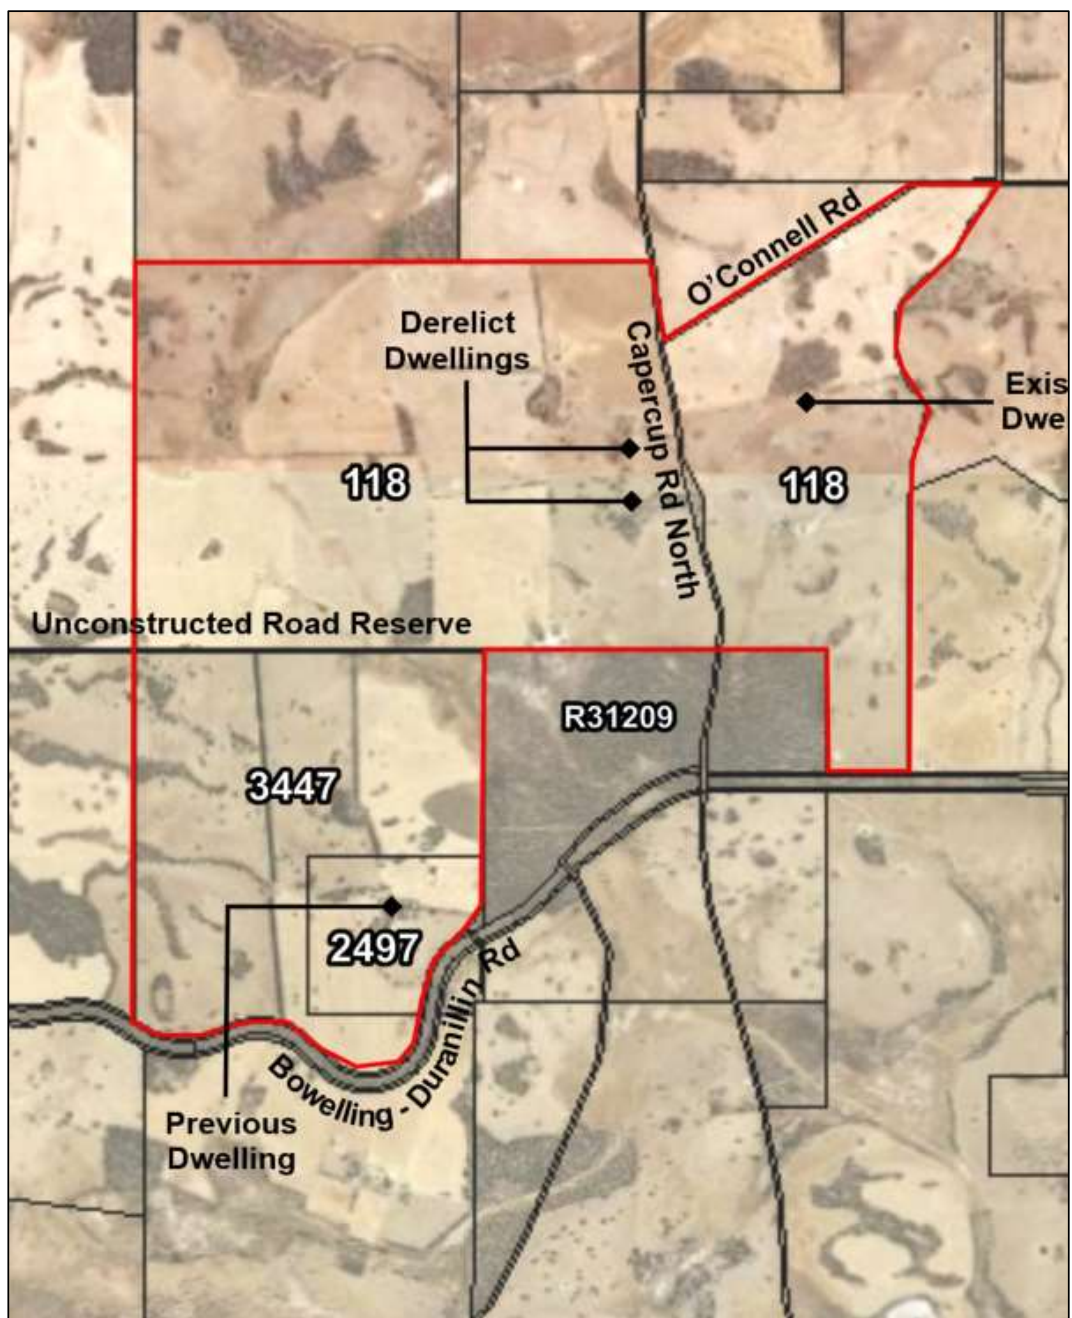 O'Connell Rd
Derelict
Dwellings
Capercup Rd North
Exis
Dwe
118
118
Unconstructed Road Reserve
R31209
3447
2497
Bowelling - Duranillin Rd
Previous
Dwelling